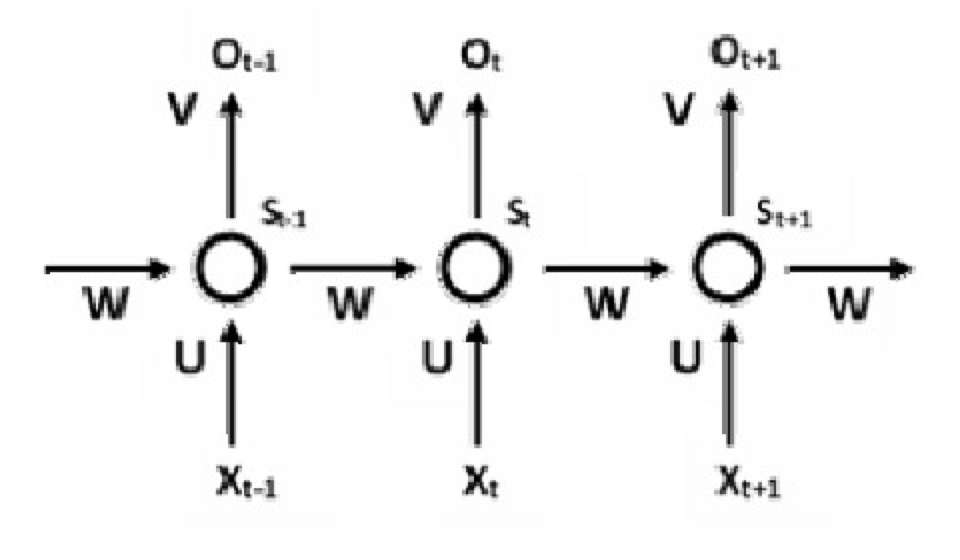 O_{t-1} O_t O_{t+1}
V V V
S_{t-1} S_t S_{t+1}
W W W W
U U U
X_{t-1} X_t X_{t+1}